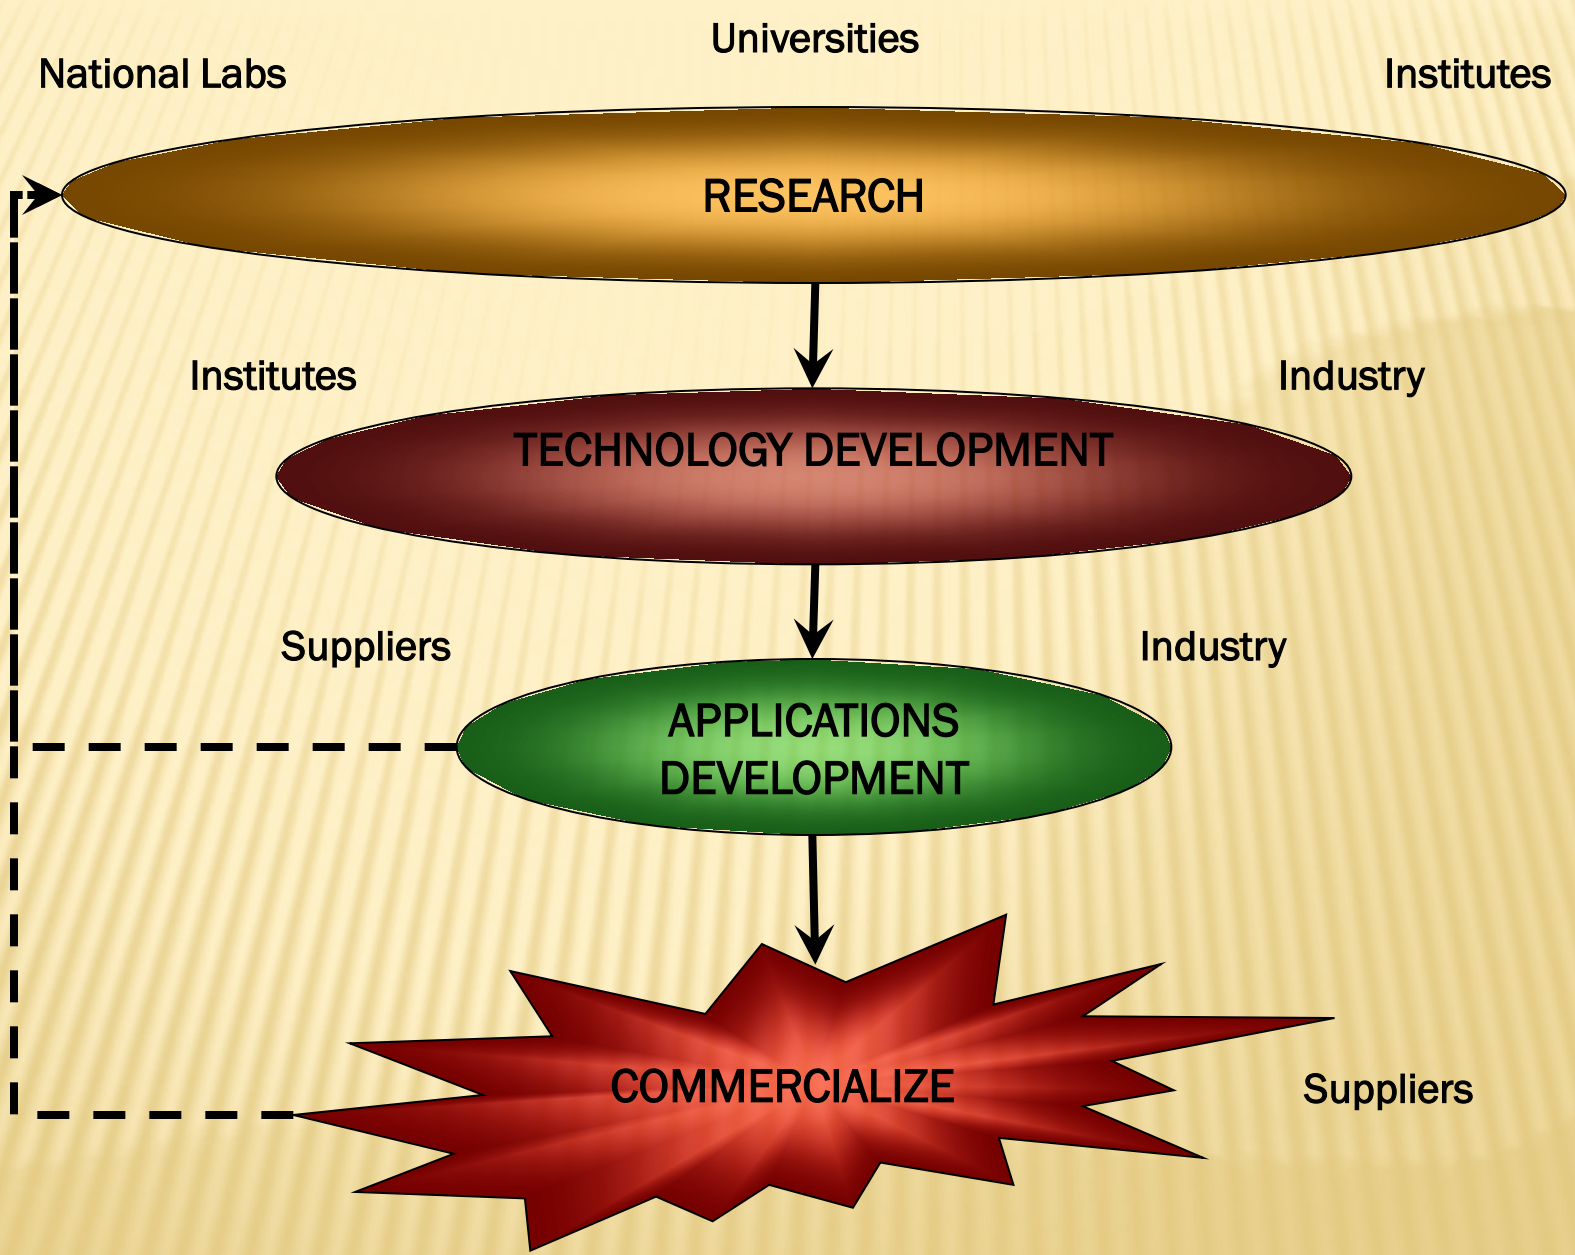 Universities
National Labs
Institutes
RESEARCH
Institutes
Industry
TECHNOLOGY DEVELOPMENT
Suppliers
Industry
APPLICATIONS
DEVELOPMENT
COMMERCIALIZE
Suppliers